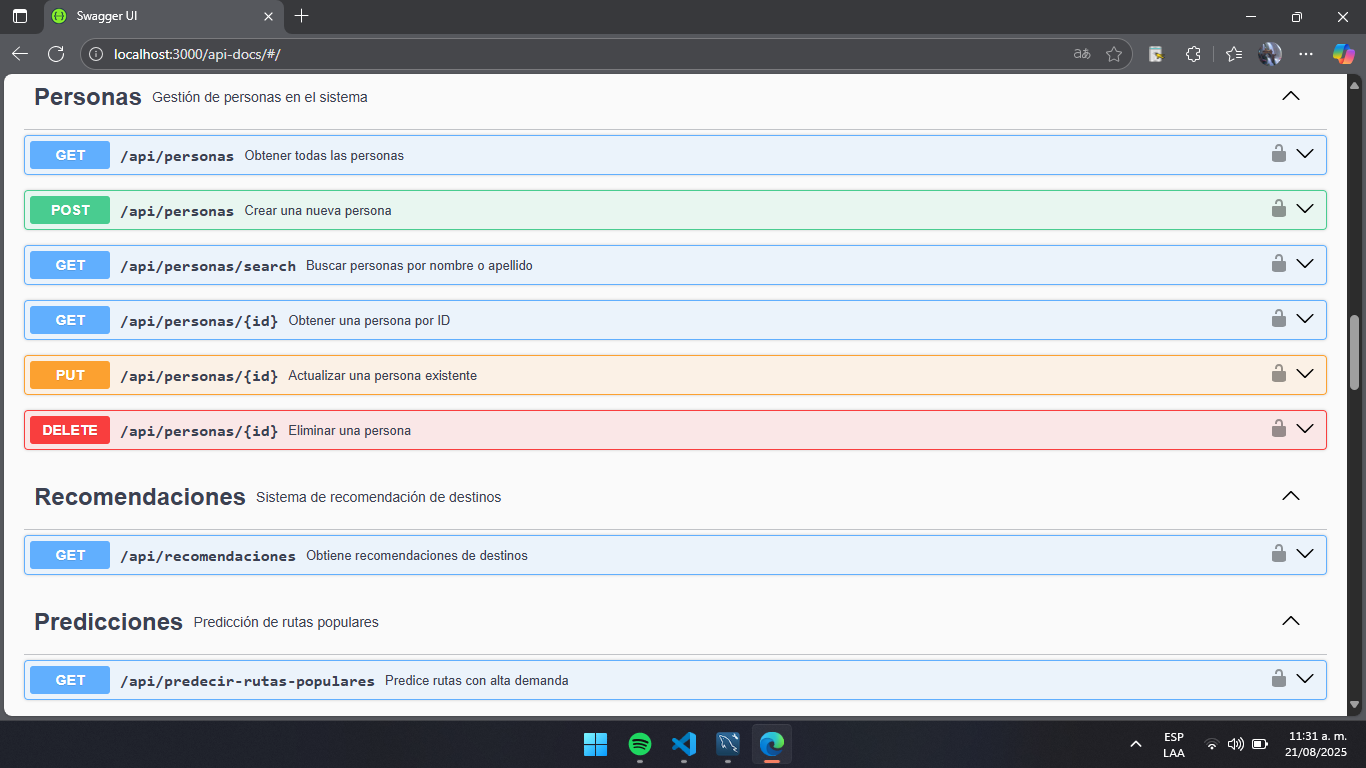 Swagger UI
localhost:3000/api-docs/#/
Personas Gestión de personas en el sistema
GET /api/personas Obtener todas las personas
POST /api/personas Crear una nueva persona
GET /api/personas/search Buscar personas por nombre o apellido
GET /api/personas/{id} Obtener una persona por ID
PUT /api/personas/{id} Actualizar una persona existente
DELETE /api/personas/{id} Eliminar una persona
Recomendaciones Sistema de recomendación de destinos
GET /api/recomendaciones Obtiene recomendaciones de destinos
Predicciones Predicción de rutas populares
GET /api/predecir-rutas-populares Predice rutas con alta demanda
ESP
LAA
11:31 a. m.
21/08/2025